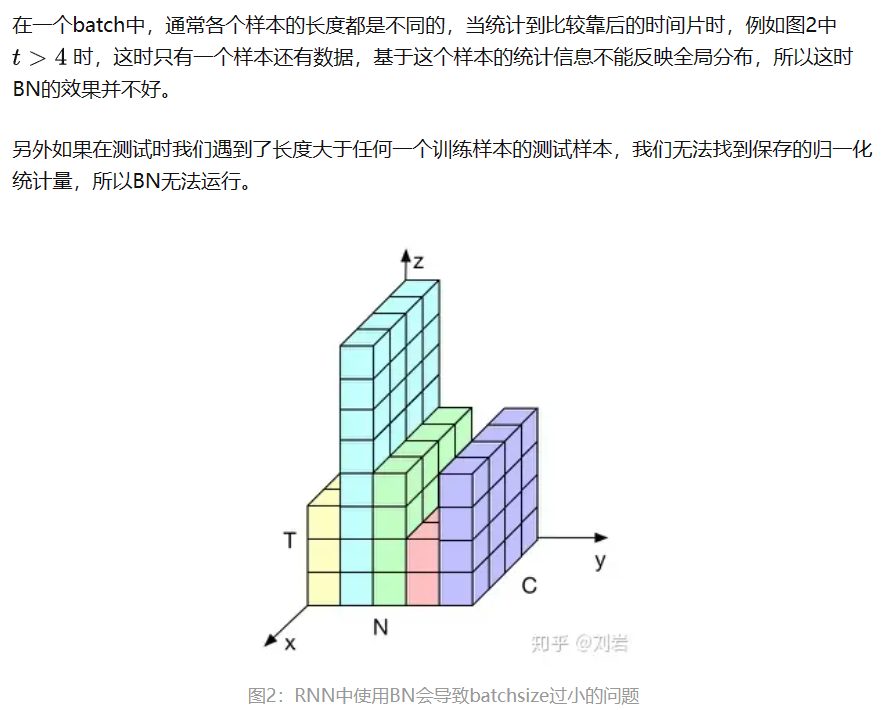 在一个batch中，通常各个样本的长度都是不同的，当统计到比较靠后的时间片时，例如图2中
t > 4 时，这时只有一个样本还有数据，基于这个样本的统计信息不能反映全局分布，所以这时
BN的效果并不好。
另外如果在测试时我们遇到了长度大于任何一个训练样本的测试样本，我们无法找到保存的归一化
统计量，所以BN无法运行。
z
T
y
C
N
x
知乎 @刘岩
图2：RNN中使用BN会导致batchsize过小的问题